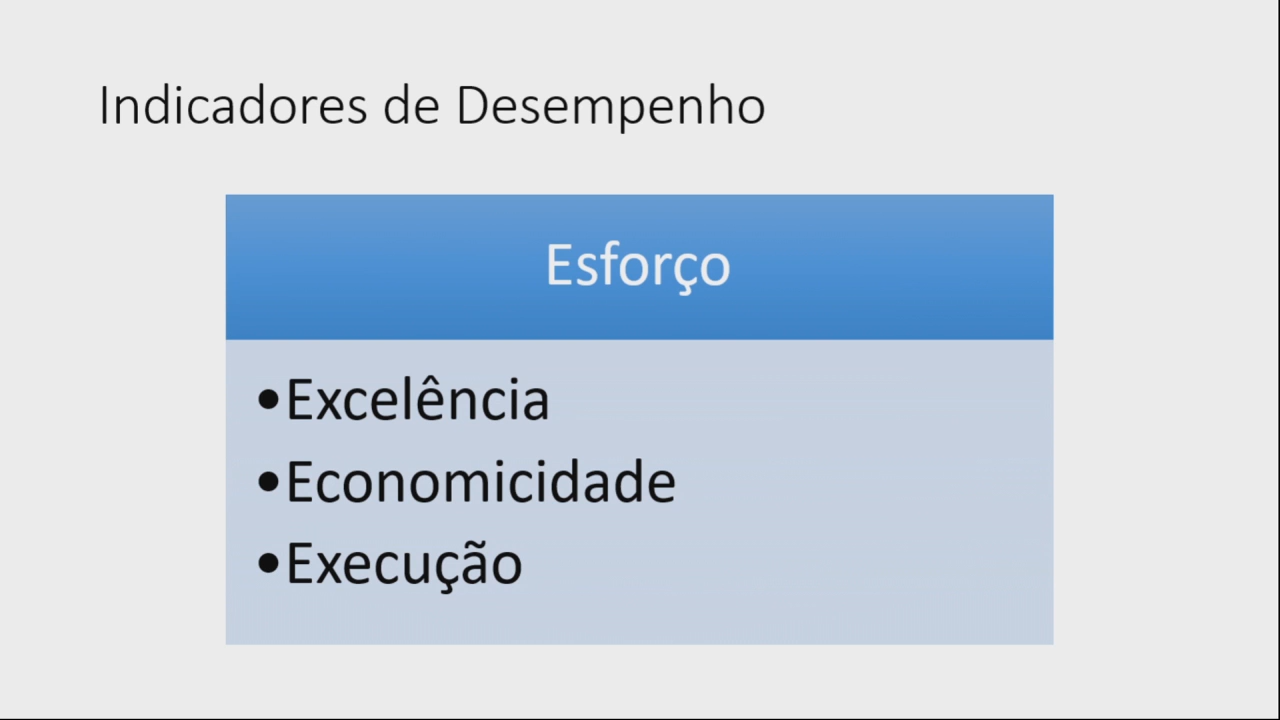 Indicadores de Desempenho
Esforço
•Excelência
•Economicidade
•Execução